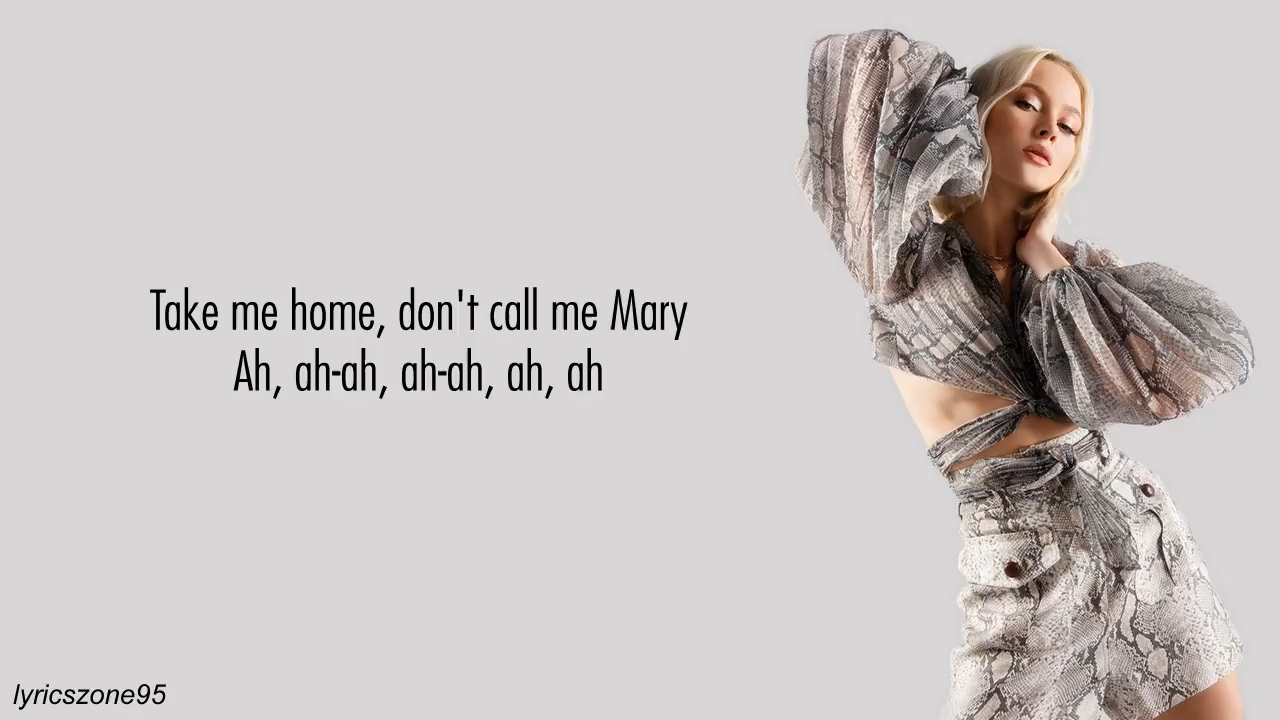 Take me home, don't call me Mary
Ah, ah-ah, ah-ah, ah, ah
lyricszone95